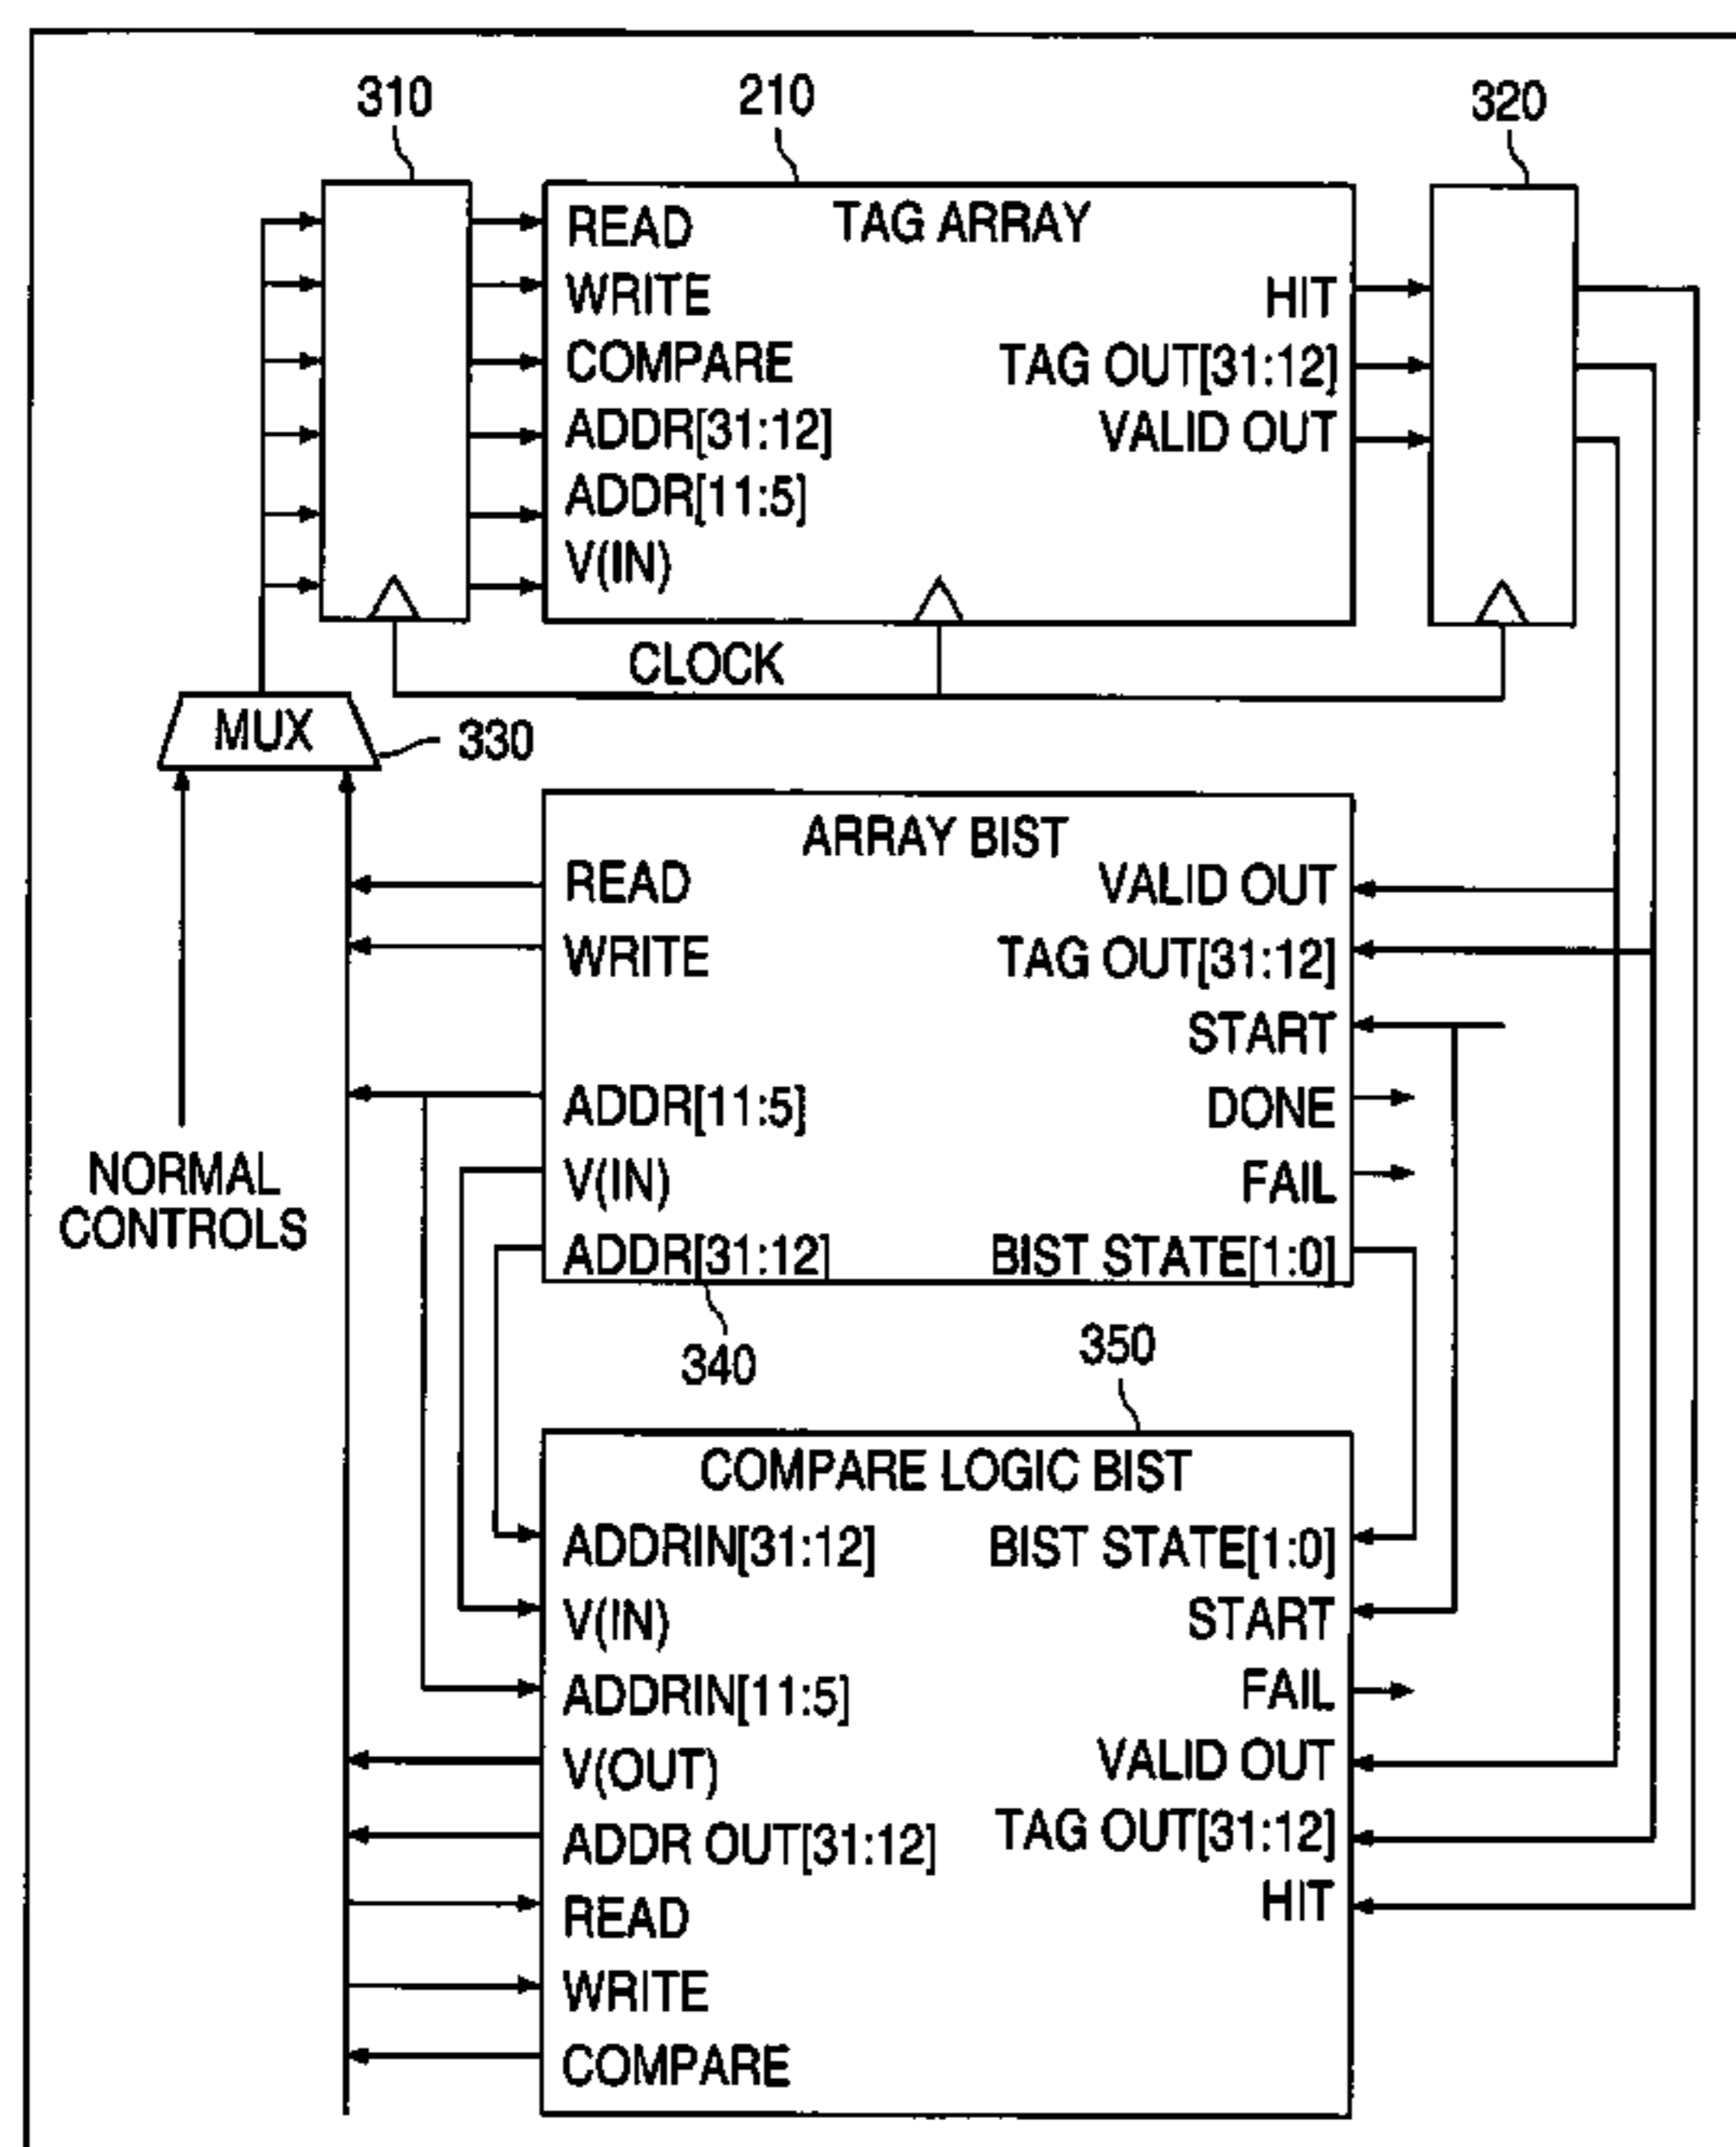 310
210
320
TAG ARRAY
READ
WRITE
COMPARE
ADDR[31:12]
ADDR[11:5]
V(IN)
HIT
TAG OUT[31:12]
VALID OUT
CLOCK
MUX
330
NORMAL
CONTROLS
ARRAY BIST
READ
WRITE
ADDR[11:5]
V(IN)
ADDR[31:12]
VALID OUT
TAG OUT[31:12]
START
DONE
FAIL
BIST STATE[1:0]
340
350
COMPARE LOGIC BIST
ADDRIN[31:12]
V(IN)
ADDRIN[11:5]
V(OUT)
ADDR OUT[31:12]
READ
WRITE
COMPARE
BIST STATE[1:0]
START
FAIL
VALID OUT
TAG OUT[31:12]
HIT